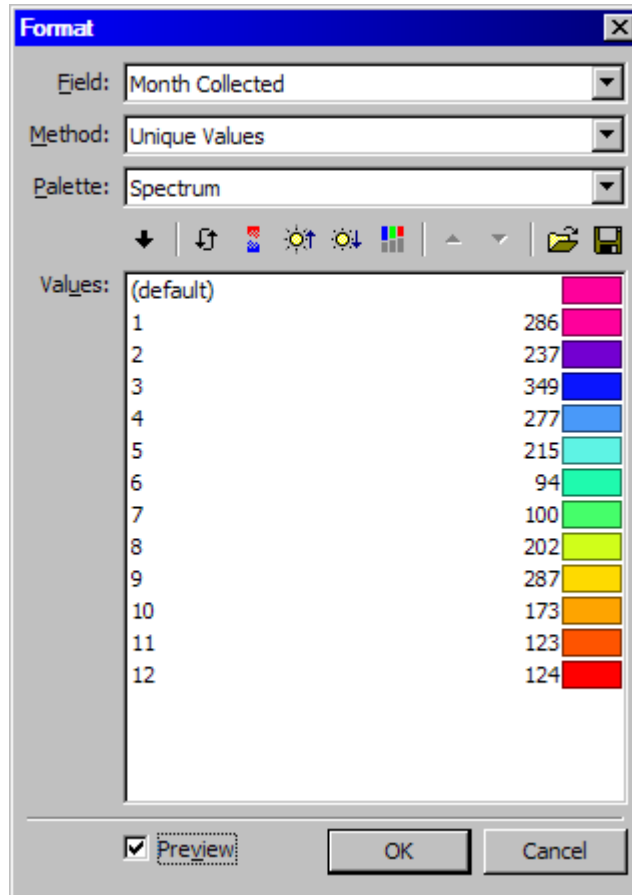 Format
Field: Month Collected
Method: Unique Values
Palette: Spectrum
Values: (default)
1 286
2 237
3 349
4 277
5 215
6 94
7 100
8 202
9 287
10 173
11 123
12 124
Preview OK Cancel